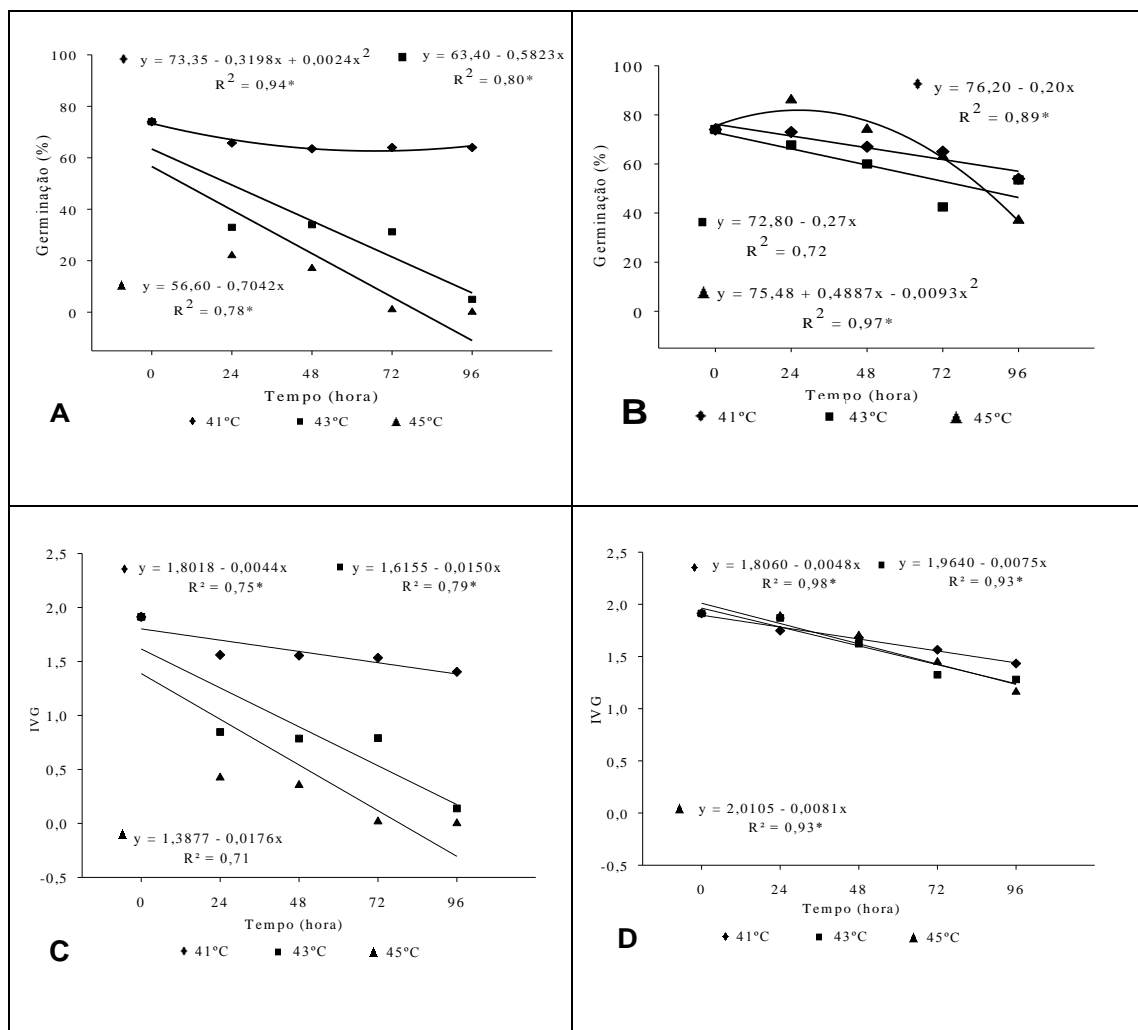 y = 73,35 - 0,3198x + 0,0024x²
R² = 0,94*
y = 63,40 - 0,5823x
R² = 0,80*
y = 56,60 - 0,7042x
R² = 0,78*
Germinação (%)
100
80
60
40
20
0
0 24 48 72 96
Tempo (hora)
A
41ºC 43ºC 45ºC
y = 76,20 - 0,20x
R² = 0,89*
y = 72,80 - 0,27x
R² = 0,72
y = 75,48 + 0,4887x - 0,0093x²
R² = 0,97*
Germinação (%)
100
80
60
40
20
0
0 24 48 72 96
Tempo (hora)
B
41ºC 43ºC 45ºC
y = 1,8018 - 0,0044x
R² = 0,75*
y = 1,6155 - 0,0150x
R² = 0,79*
y = 1,3877 - 0,0176x
R² = 0,71
IVG
2,5
2,0
1,5
1,0
0,5
0,0
-0,5
0 24 48 72 96
Tempo (hora)
C
41ºC 43ºC 45ºC
y = 1,8060 - 0,0048x
R² = 0,98*
y = 1,9640 - 0,0075x
R² = 0,93*
y = 2,0105 - 0,0081x
R² = 0,93*
IVG
2,5
2,0
1,5
1,0
0,5
0,0
-0,5
0 24 48 72 96
Tempo (hora)
D
41ºC 43ºC 45ºC